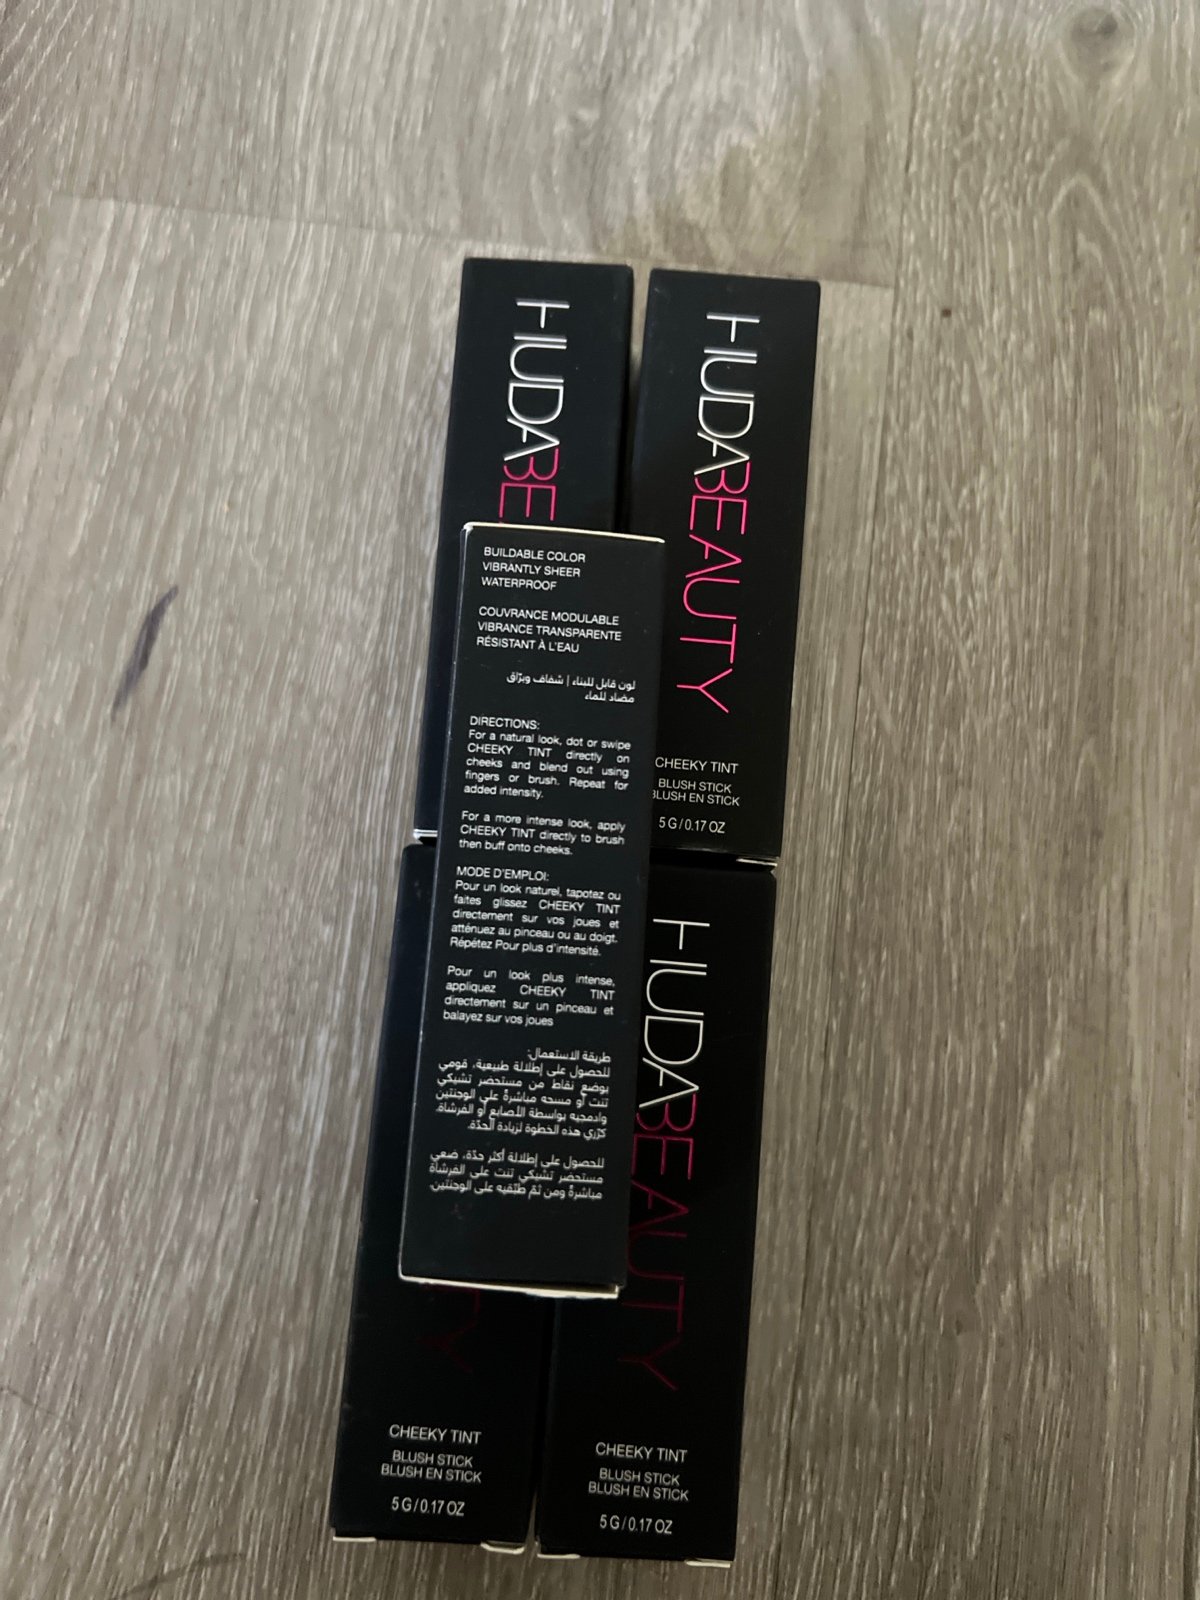 HUDABE
HUDABEAUTY
CHEEKY TINT
BLUSH STICK
BLUSH EN STICK
5 G / 0.17 OZ
BUILDABLE COLOR
VIBRANTLY SHEER
WATERPROOF
COUVRANCE MODULABLE
VIBRANCE TRANSPARENTE
RÉSISTANT À L'EAU
لون قابل للبناء | شفاف وبرّاق
مضاد للماء
DIRECTIONS:
For a natural look, dot or swipe
CHEEKY TINT directly on
cheeks and blend out using
fingers or brush. Repeat for
added intensity.
For a more intense look, apply
CHEEKY TINT directly to brush
then buff onto cheeks.
MODE D'EMPLOI:
Pour un look naturel, tapotez ou
faites glissez CHEEKY TINT
directement sur vos joues et
atténuez au pinceau ou au doigt.
Répétez Pour plus d'intensité.
Pour un look plus intense,
appliquez CHEEKY TINT
directement sur un pinceau et
balayez sur vos joues
طريقة الاستعمال:
للحصول على إطلالة طبيعية، قومي
بوضع نقاط من مستحضر تشيكي
تنت أو مسحه مباشرةً على الوجنتين
وادمجيه بواسطة الأصابع أو الفرشاة.
كرّري هذه الخطوة لزيادة الحدّة.
للحصول على إطلالة أكثر حدّة، ضعي
مستحضر تشيكي تنت على الفرشاة
مباشرةً ومن ثمّ طبّقيه على الوجنتين.
TY
CHEEKY TINT
BLUSH STICK
BLUSH EN STICK
5 G / 0.17 OZ
HUDABEAUTY
CHEEKY TINT
BLUSH STICK
BLUSH EN STICK
5 G / 0.17 OZ